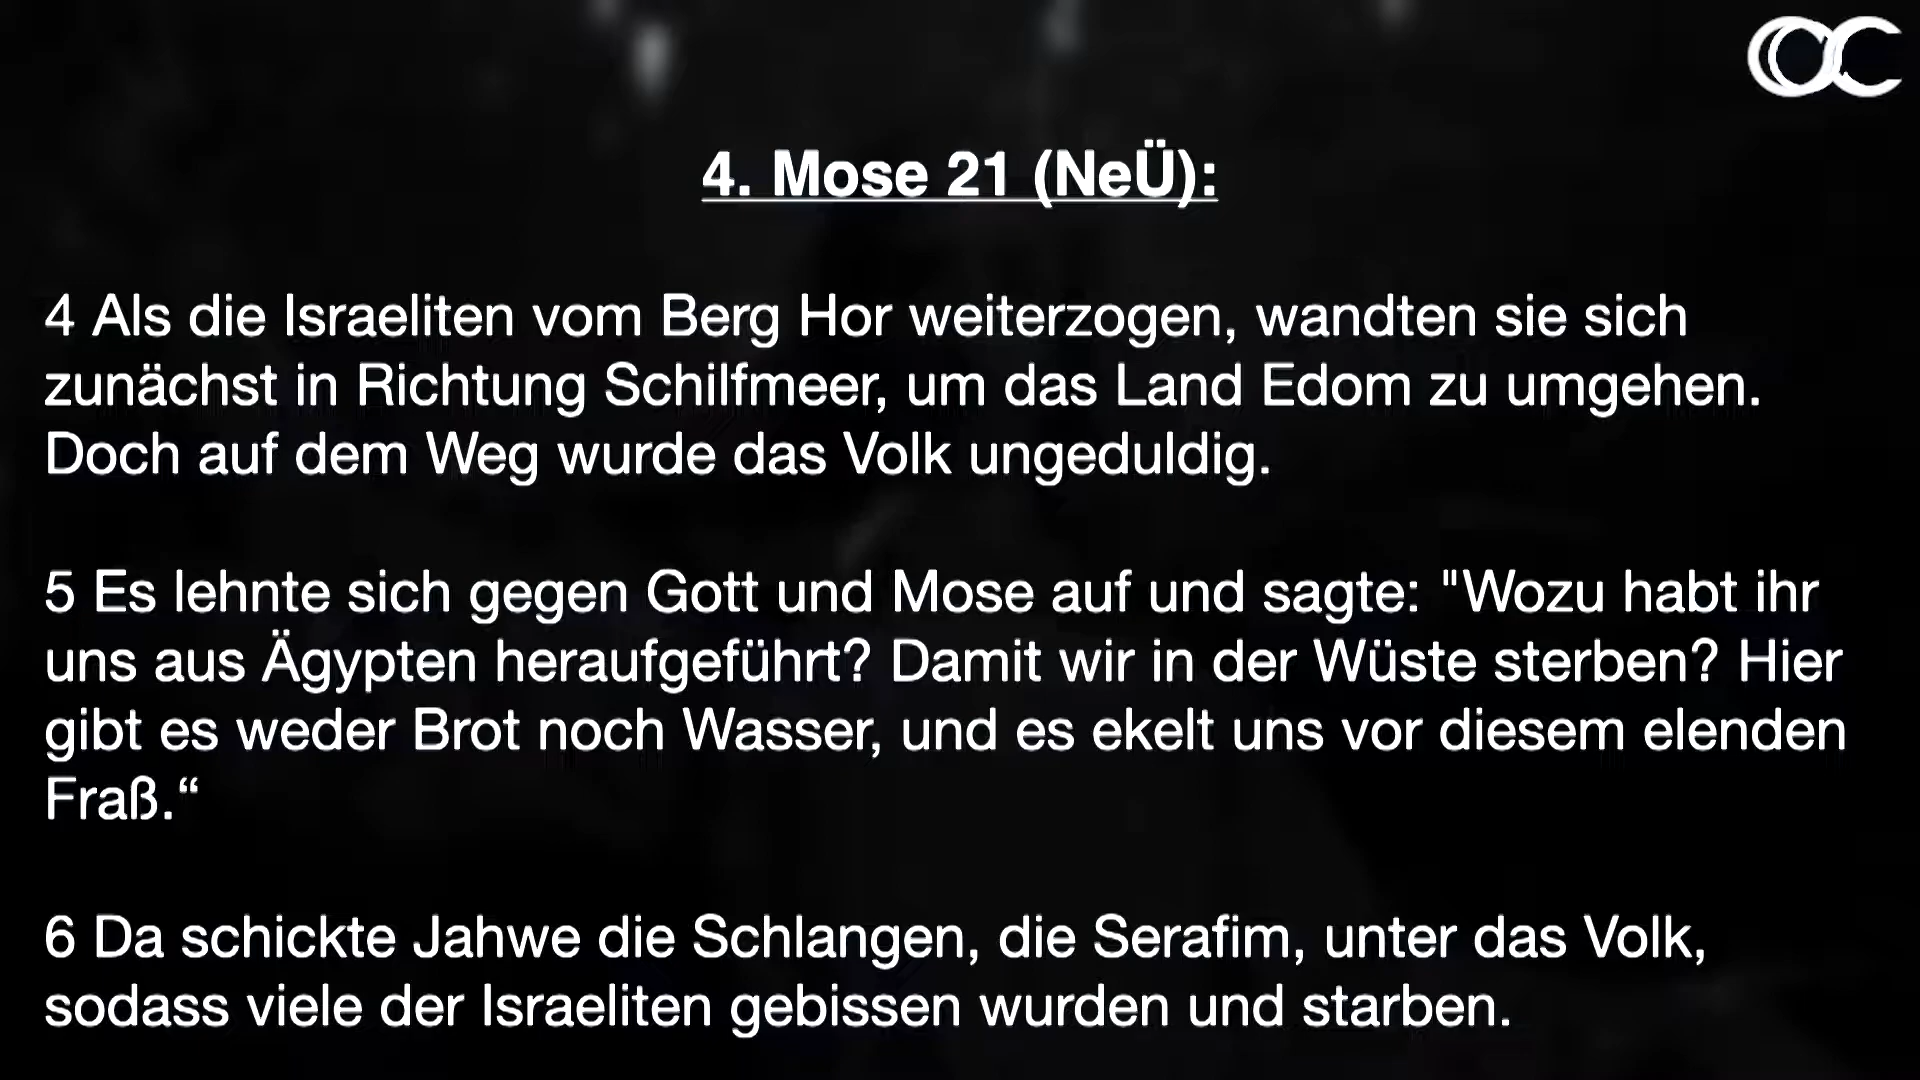 OC
4. Mose 21 (NeÜ):
4 Als die Israeliten vom Berg Hor weiterzogen, wandten sie sich
zunächst in Richtung Schilfmeer, um das Land Edom zu umgehen.
Doch auf dem Weg wurde das Volk ungeduldig.
5 Es lehnte sich gegen Gott und Mose auf und sagte: "Wozu habt ihr
uns aus Ägypten heraufgeführt? Damit wir in der Wüste sterben? Hier
gibt es weder Brot noch Wasser, und es ekelt uns vor diesem elenden
Fraß.“
6 Da schickte Jahwe die Schlangen, die Serafim, unter das Volk,
sodass viele der Israeliten gebissen wurden und starben.